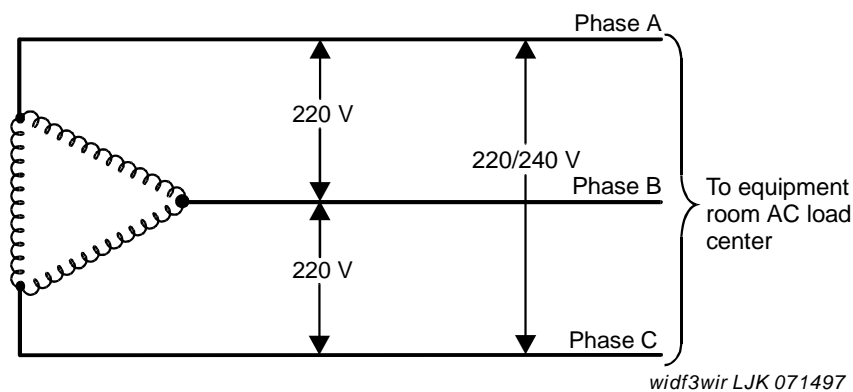 Phase A
220 V
220/240 V
Phase B
To equipment
room AC load
center
220 V
Phase C
widf3wir LJK 071497